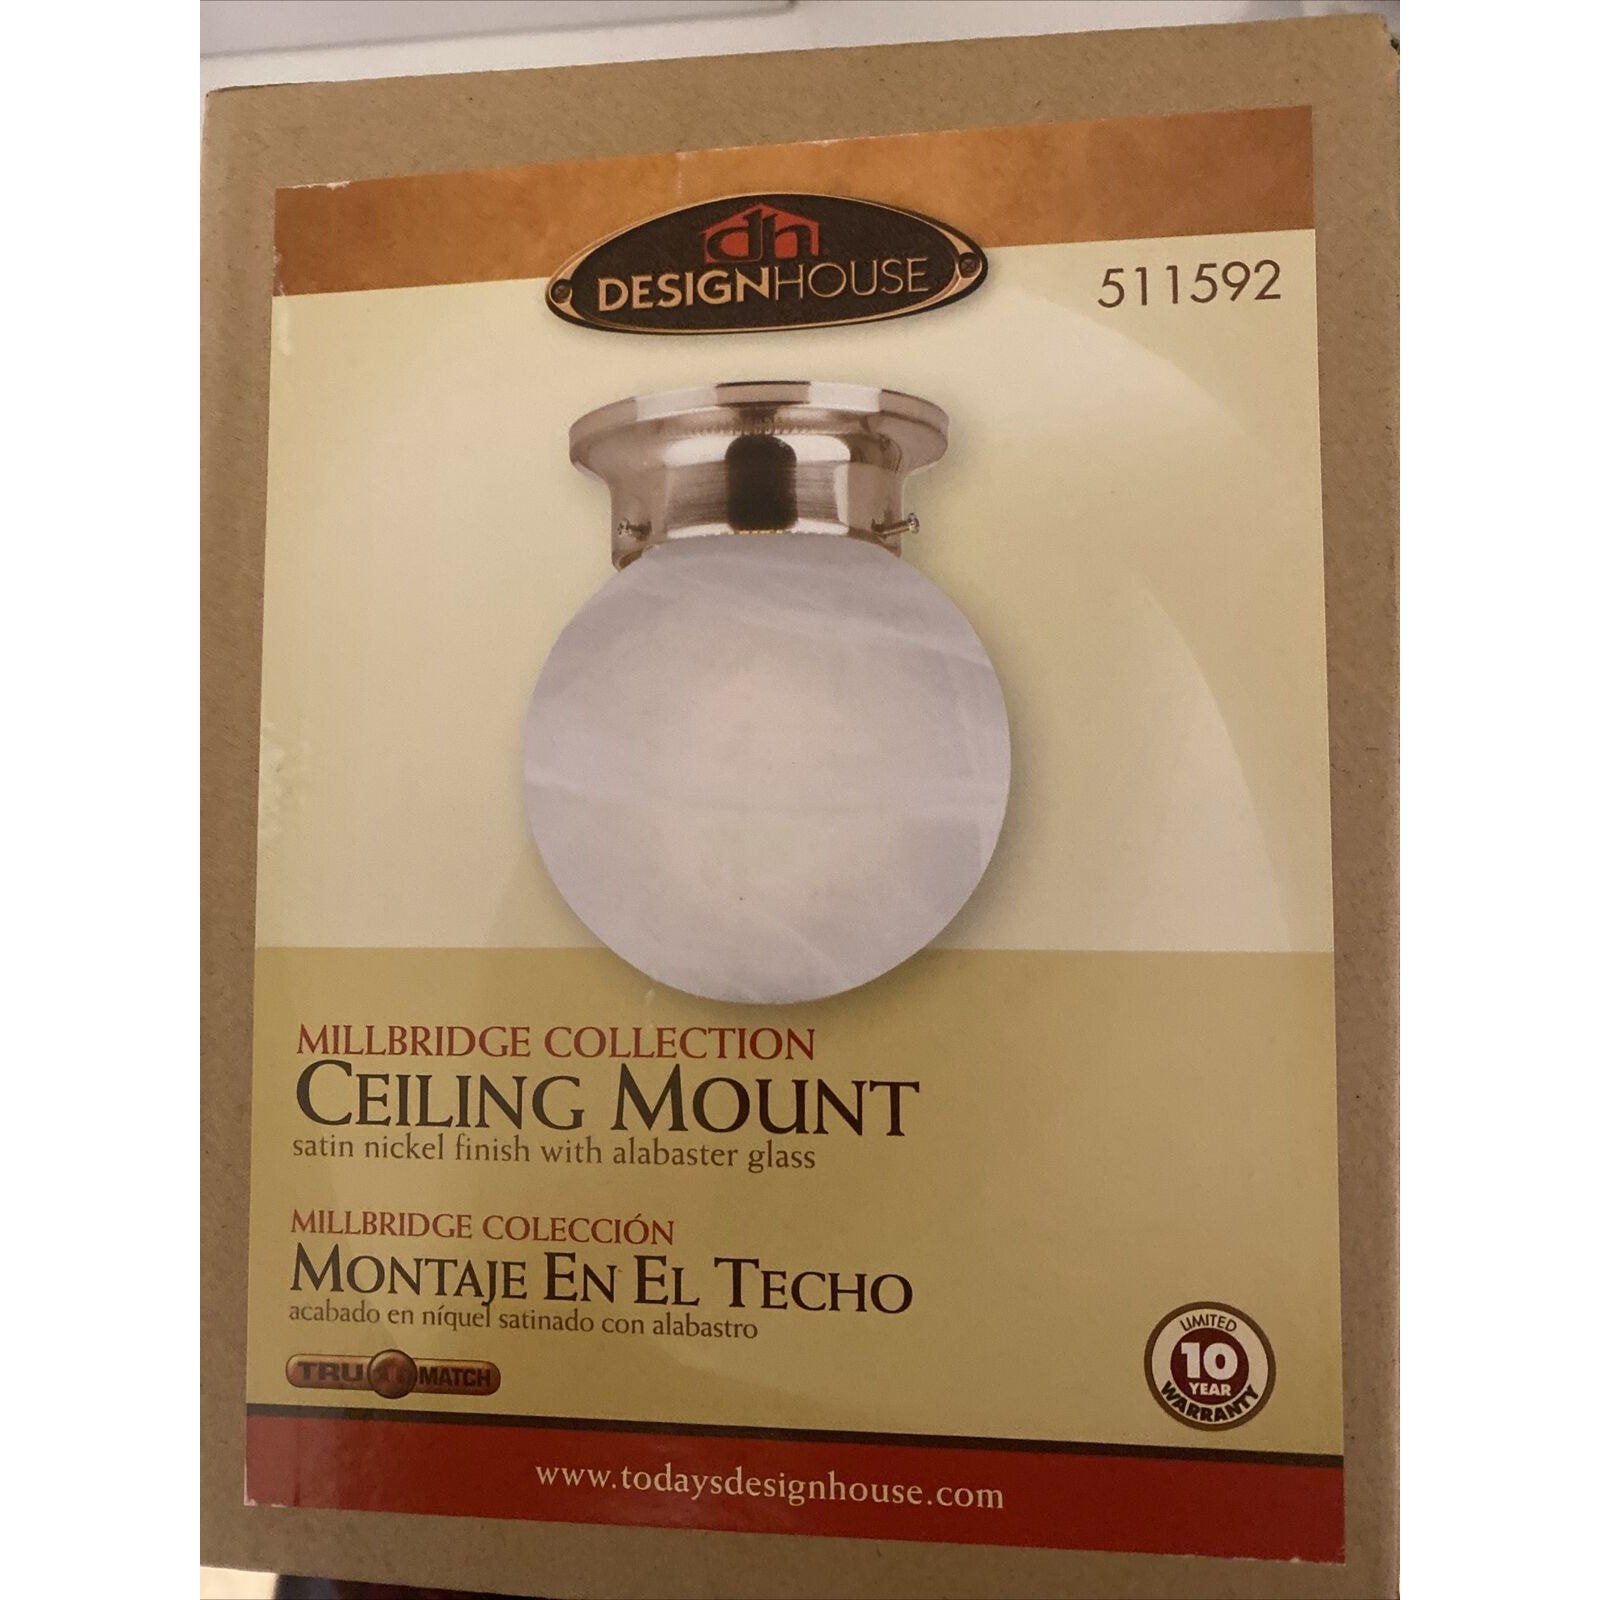 dh
DESIGNHOUSE
511592
MILLBRIDGE COLLECTION
CEILING MOUNT
satin nickel finish with alabaster glass
MILLBRIDGE COLECCIÓN
MONTAJE EN EL TECHO
acabado en níquel satinado con alabastro
TRU MATCH
LIMITED
10
YEAR
WARRANTY
www.todaysdesignhouse.com